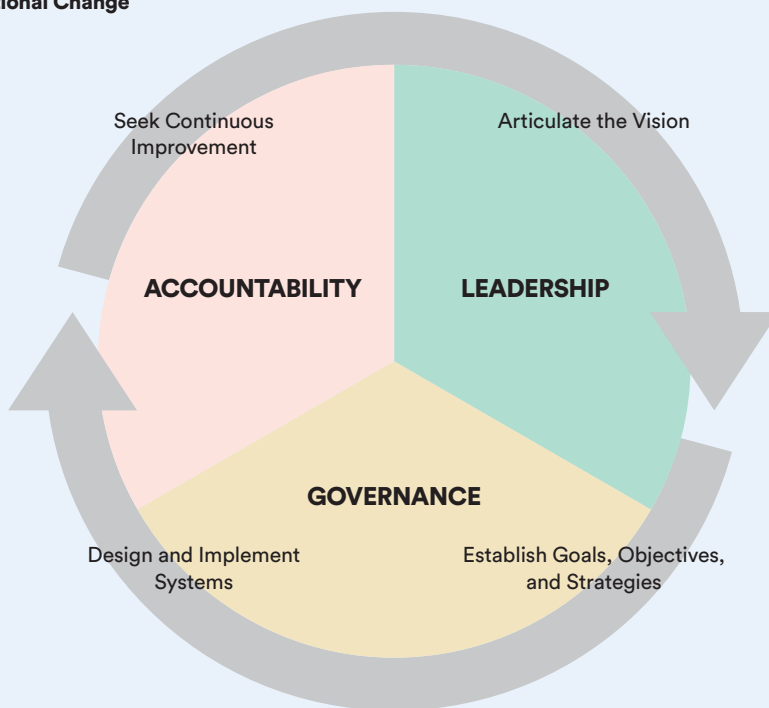 Change
Seek Continuous
Improvement
Articulate the Vision
ACCOUNTABILITY
LEADERSHIP
GOVERNANCE
Design and Implement
Systems
Establish Goals, Objectives,
and Strategies